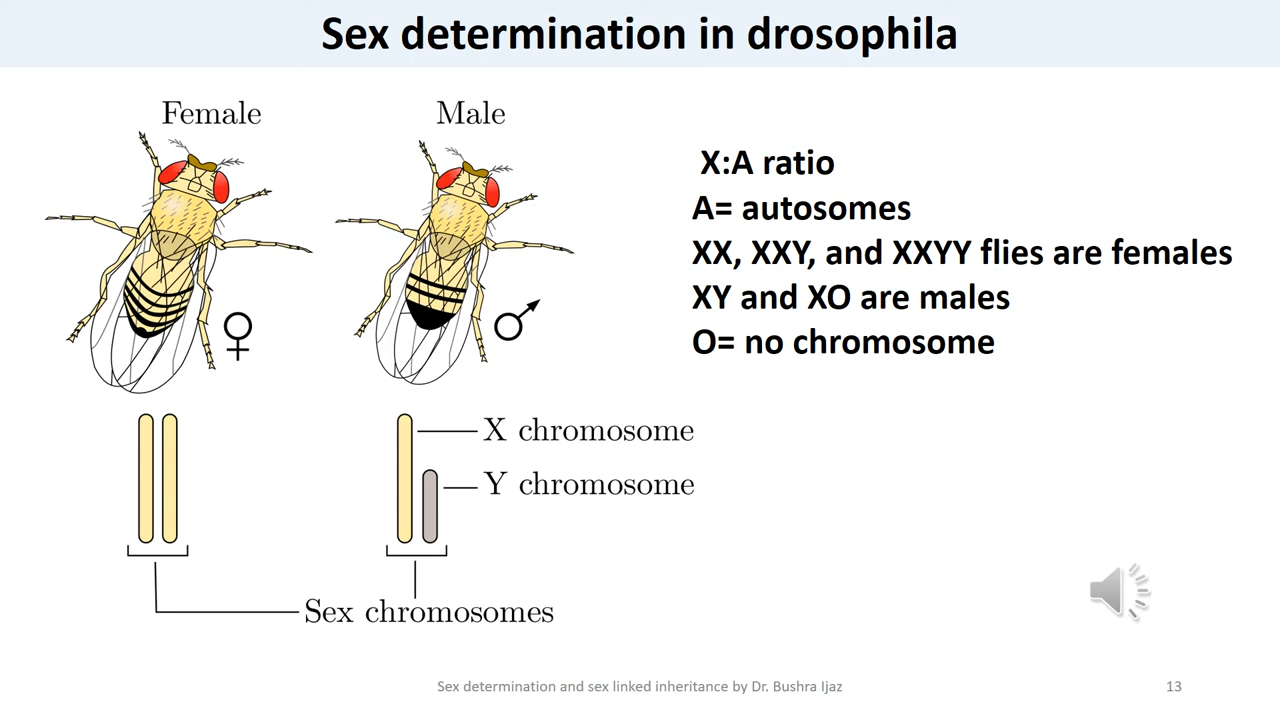 Sex determination in drosophila
Female
Male
X:A ratio
A= autosomes
XX, XXY, and XXYY flies are females
XY and XO are males
O= no chromosome
X chromosome
Y chromosome
Sex chromosomes
Sex determination and sex linked inheritance by Dr. Bushra Ijaz
13